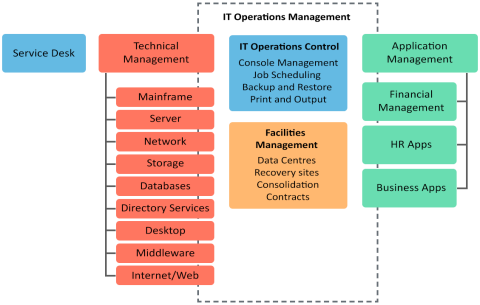 IT Operations Management
Service Desk
Technical
Management
Mainframe
Server
Network
Storage
Databases
Directory Services
Desktop
Middleware
Internet/Web
IT Operations Control
Console Management
Job Scheduling
Backup and Restore
Print and Output
Facilities
Management
Data Centres
Recovery sites
Consolidation
Contracts
Application
Management
Financial
Management
HR Apps
Business Apps